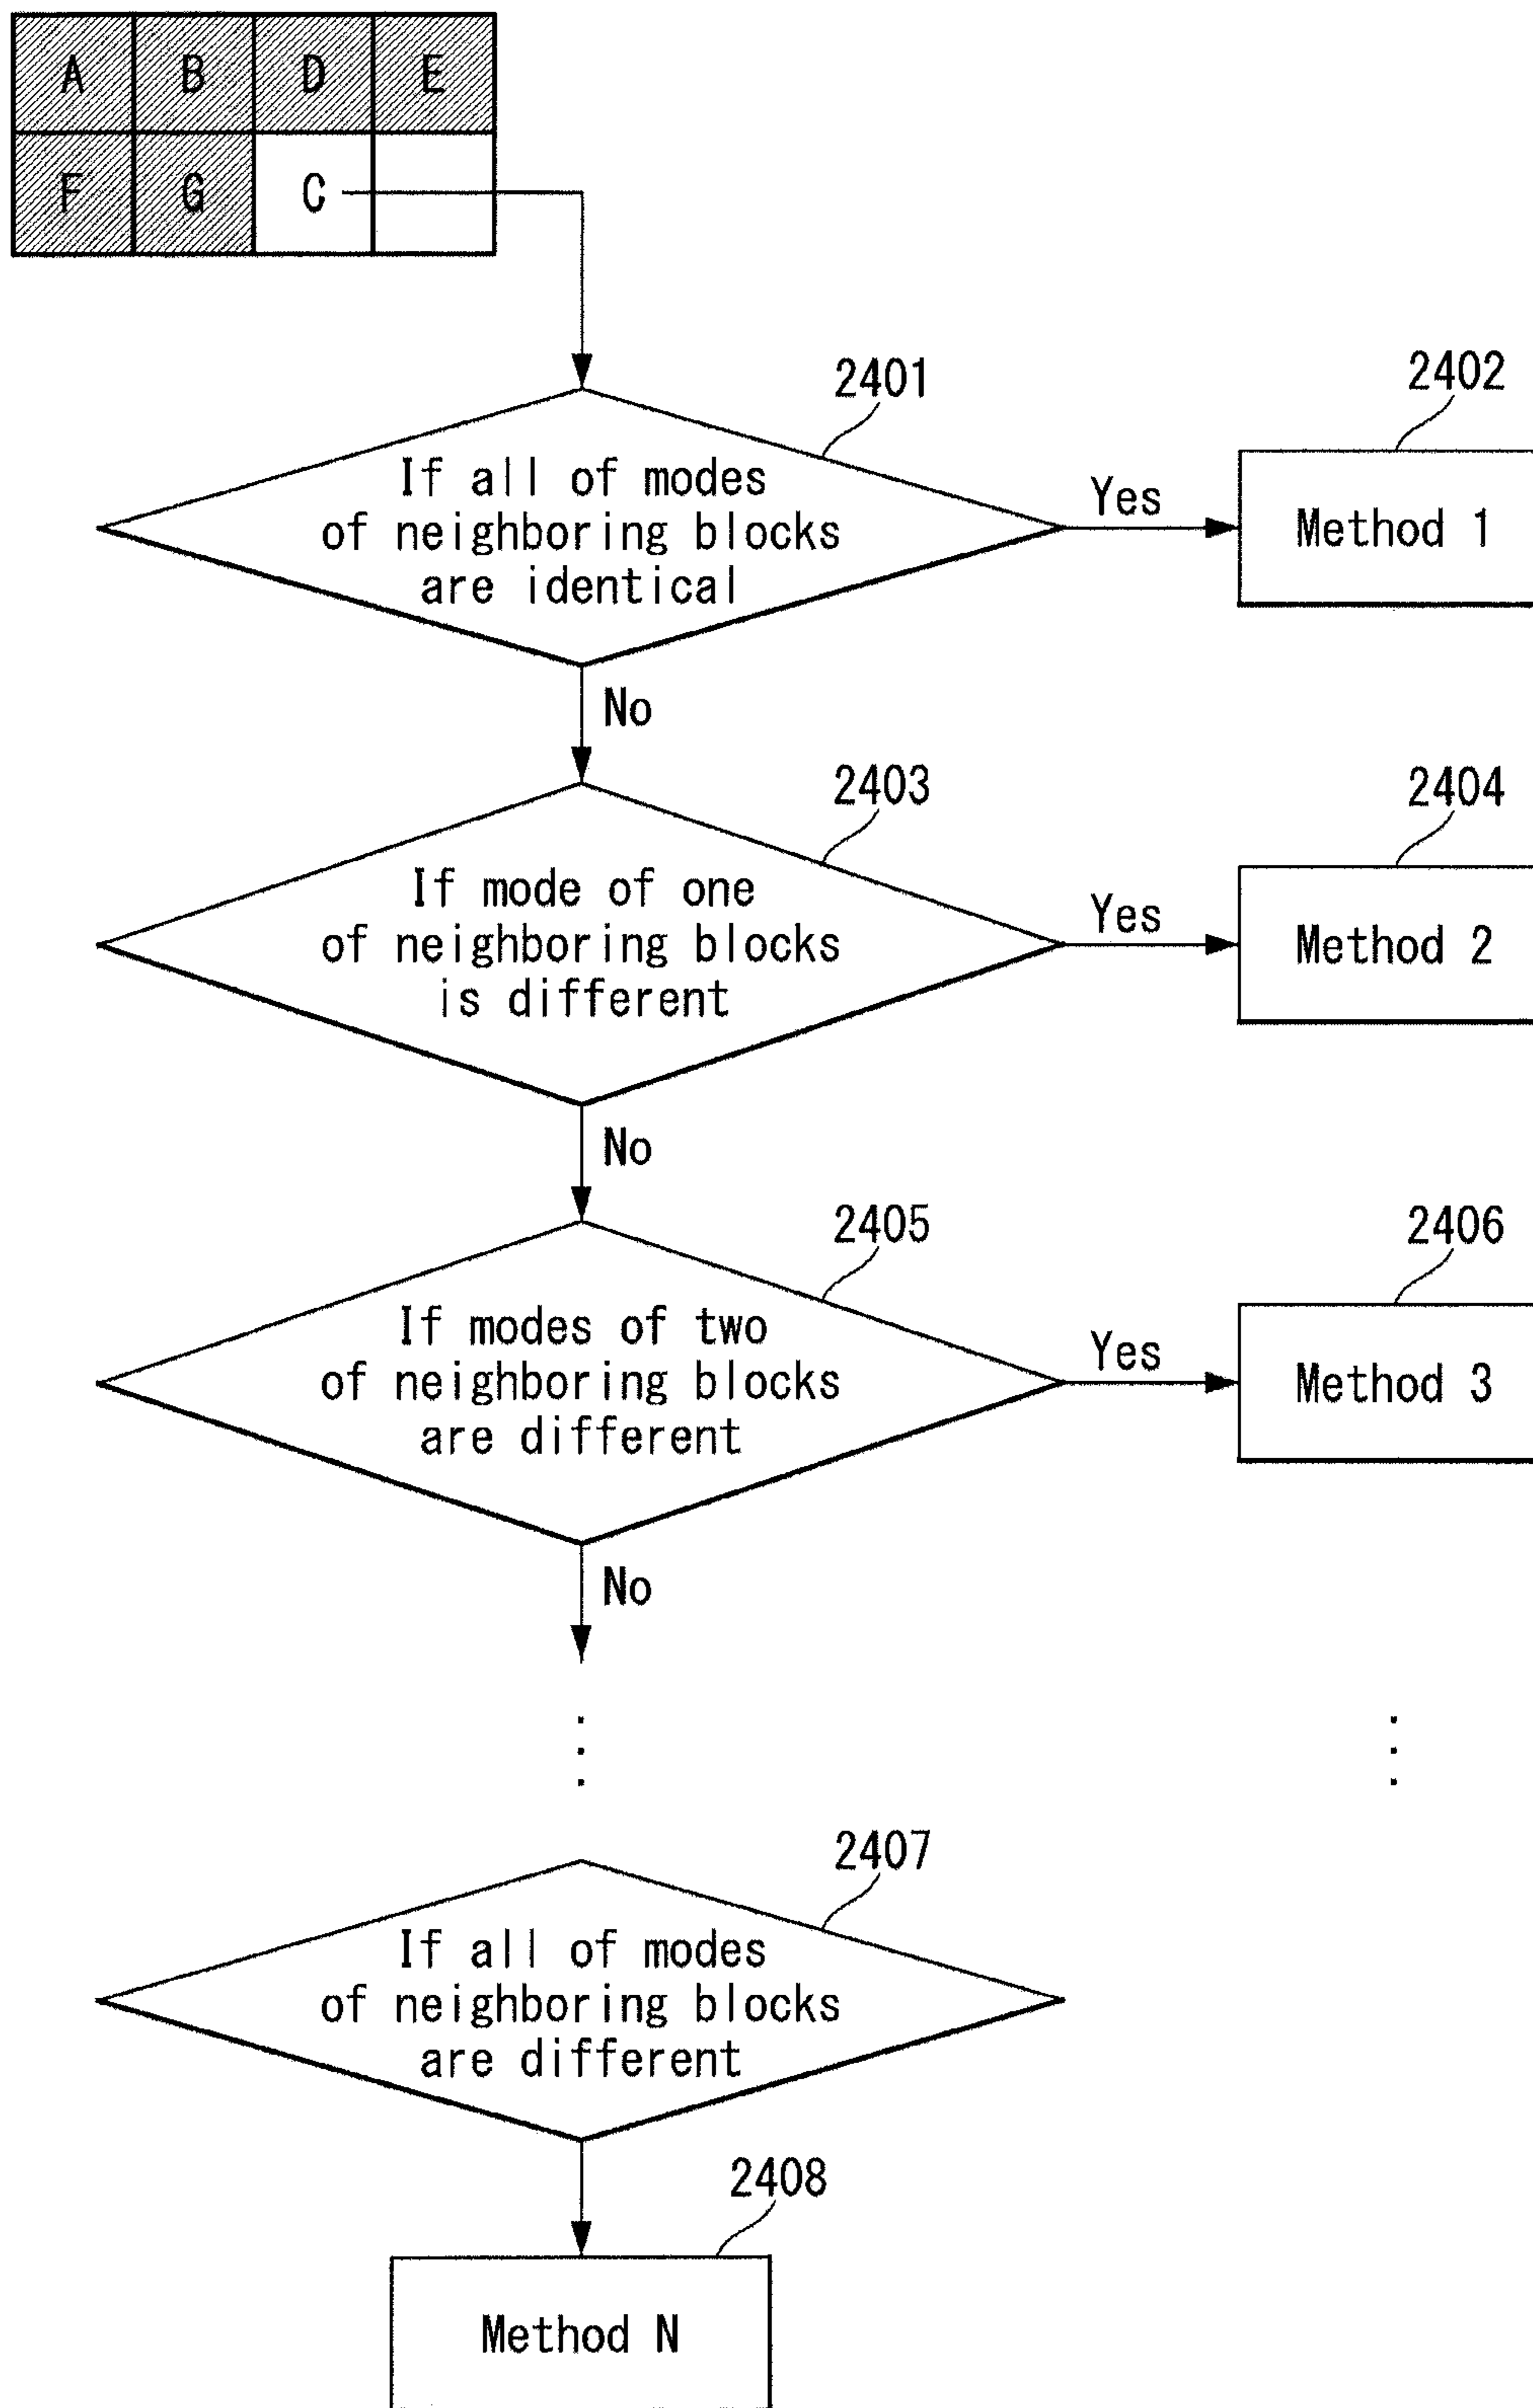 A B D E
F G C
2401
2402
If all of modes
of neighboring blocks
are identical
Yes
Method 1
No
2403
2404
If mode of one
of neighboring blocks
is different
Yes
Method 2
No
2405
2406
If modes of two
of neighboring blocks
are different
Yes
Method 3
No
2407
If all of modes
of neighboring blocks
are different
2408
Method N